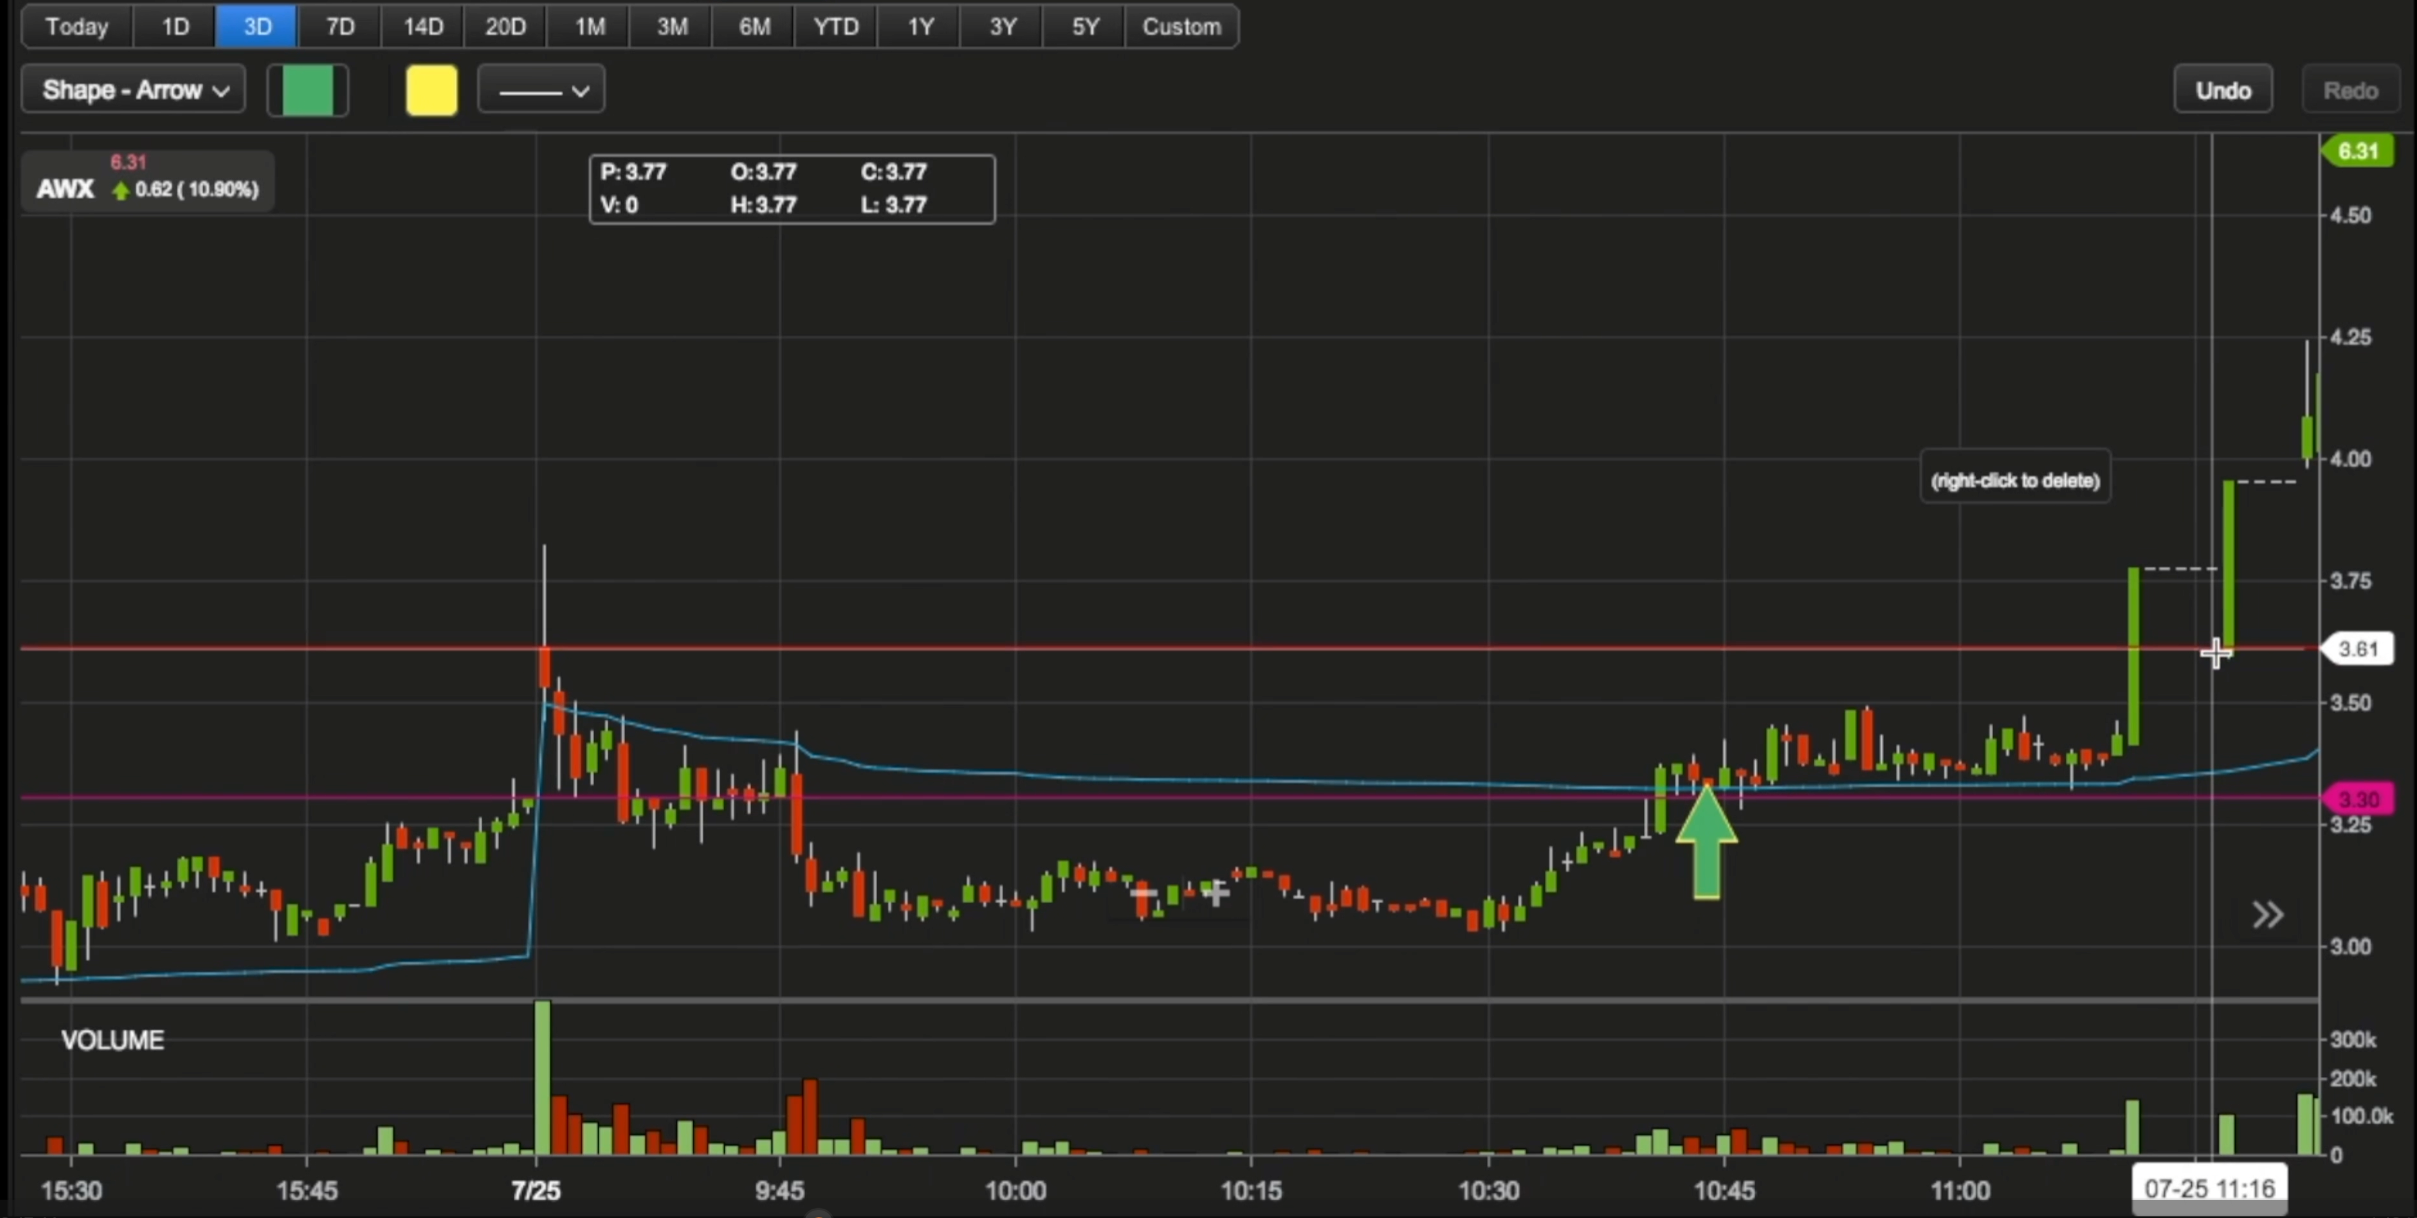 Today 1D 3D 7D 14D 20D 1M 3M 6M YTD 1Y 3Y 5Y Custom
Shape - Arrow Undo Redo
6.31
AWX 0.62 ( 10.90%)
P: 3.77 O:3.77 C:3.77
V: 0 H:3.77 L: 3.77
6.31
4.50
4.25
4.00
(right-click to delete)
3.75
3.61
3.50
3.30
3.25
3.00
VOLUME
300k
200k
100.0k
0
15:30 15:45 7/25 9:45 10:00 10:15 10:30 10:45 11:00 07-25 11:16